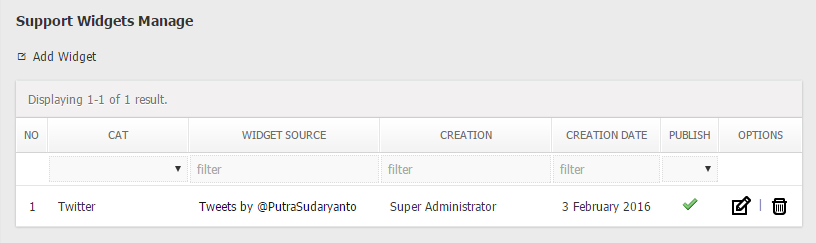 Support Widgets Manage
Add Widget
Displaying 1-1 of 1 result.
NO CAT WIDGET SOURCE CREATION CREATION DATE PUBLISH OPTIONS
filter filter filter
1 Twitter Tweets by @PutraSudaryanto Super Administrator 3 February 2016 |